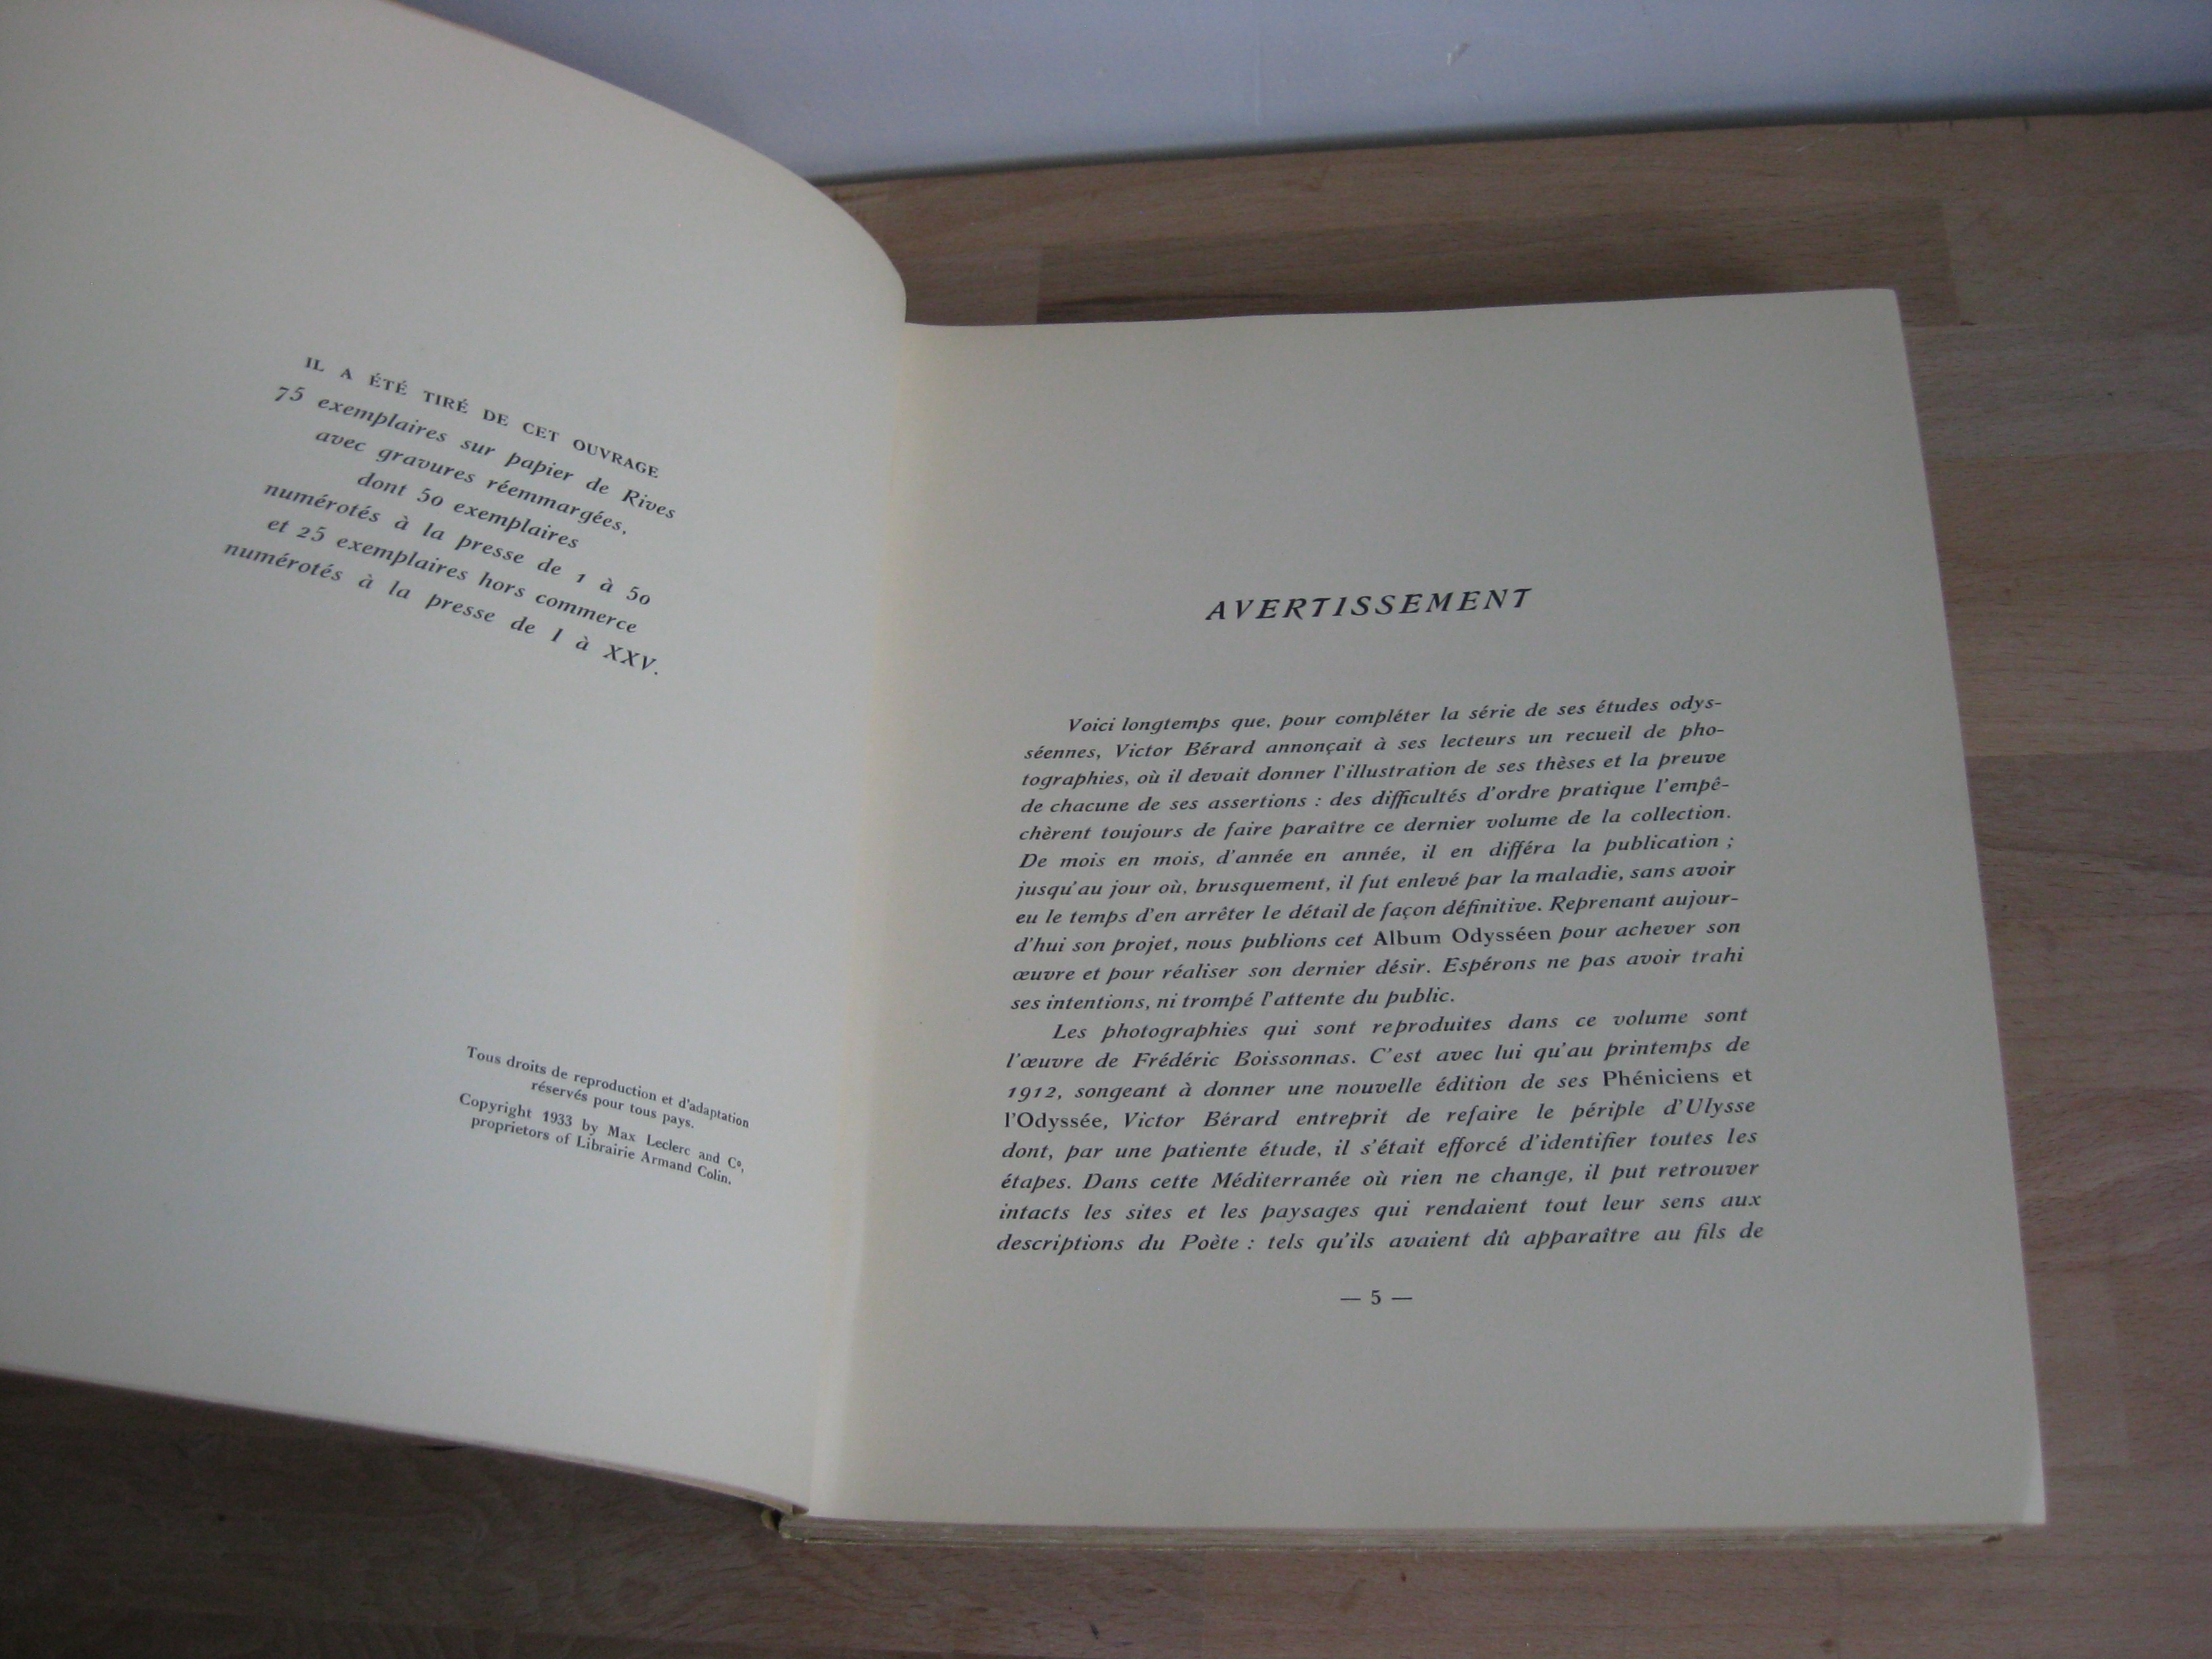 IL A ÉTÉ TIRÉ DE CET OUVRAGE
75 exemplaires sur papier de Rives
avec gravures réemmargées,
dont 50 exemplaires
numérotés à la presse de 1 à 50
et 25 exemplaires hors commerce
numérotés à la presse de I à XXV.
Tous droits de reproduction et d'adaptation
réservés pour tous pays.
Copyright 1933 by Max Leclerc and Cº,
proprietors of Librairie Armand Colin.
AVERTISSEMENT
Voici longtemps que, pour compléter la série de ses études odys-
séennes, Victor Bérard annonçait à ses lecteurs un recueil de pho-
tographies, où il devait donner l'illustration de ses thèses et la preuve
de chacune de ses assertions : des difficultés d'ordre pratique l'empê-
chèrent toujours de faire paraître ce dernier volume de la collection.
De mois en mois, d'année en année, il en différa la publication ;
jusqu'au jour où, brusquement, il fut enlevé par la maladie, sans avoir
eu le temps d'en arrêter le détail de façon définitive. Reprenant aujour-
d'hui son projet, nous publions cet Album Odysséen pour achever son
œuvre et pour réaliser son dernier désir. Espérons ne pas avoir trahi
ses intentions, ni trompé l'attente du public.
Les photographies qui sont reproduites dans ce volume sont
l'œuvre de Frédéric Boissonnas. C'est avec lui qu'au printemps de
1912, songeant à donner une nouvelle édition de ses Phéniciens et
l'Odyssée, Victor Bérard entreprit de refaire le périple d'Ulysse
dont, par une patiente étude, il s'était efforcé d'identifier toutes les
étapes. Dans cette Méditerranée où rien ne change, il put retrouver
intacts les sites et les paysages qui rendaient tout leur sens aux
descriptions du Poète : tels qu'ils avaient dû apparaître au fils de
— 5 —